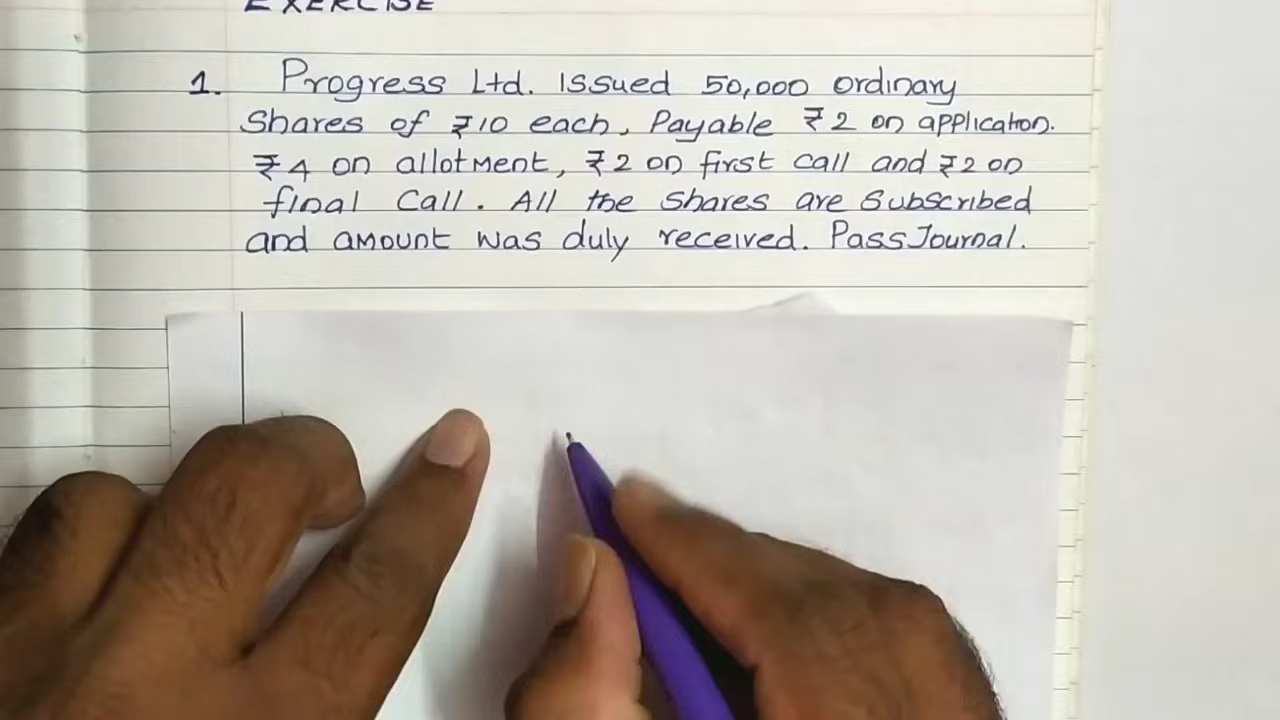 EXERCISE
1. Progress Ltd. Issued 50,000 ordinary
Shares of ₹10 each, Payable ₹2 on application.
₹4 on allotment, ₹2 on first call and ₹2 on
final Call. All the shares are Subscribed
and amount was duly received. Pass Journal.